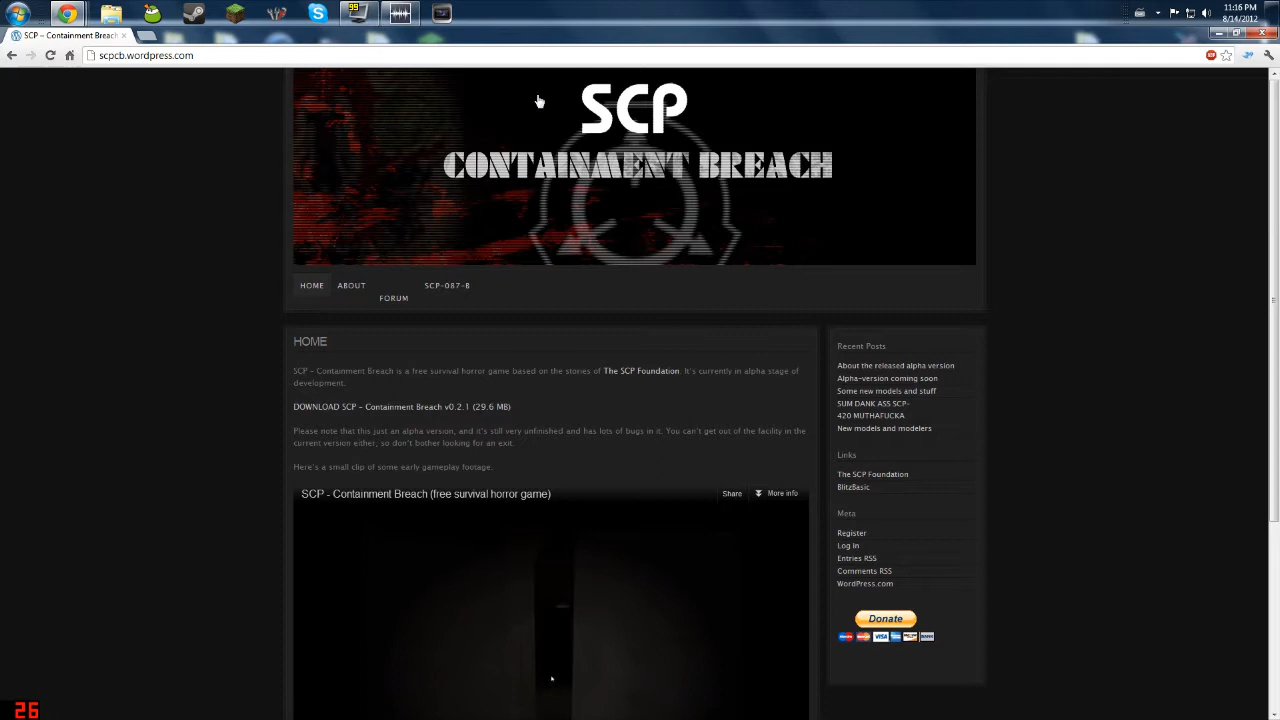 99
11:16 PM
8/14/2012
SCP – Containment Breach
scpcb.wordpress.com
SCP
CONTAINMENT BREACH
HOME ABOUT FORUM SCP-087-B
HOME
SCP – Containment Breach is a free survival horror game based on the stories of The SCP Foundation. It's currently in alpha stage of
development.
DOWNLOAD SCP – Containment Breach v0.2.1 (29.6 MB)
Please note that this just an alpha version, and it's still very unfinished and has lots of bugs in it. You can't get out of the facility in the
current version either, so don't bother looking for an exit.
Here's a small clip of some early gameplay footage.
SCP - Containment Breach (free survival horror game)
Share More info
Recent Posts
About the released alpha version
Alpha-version coming soon
Some new models and stuff
SUM DANK ASS SCP-
420 MUTHAFUCKA
New models and modelers
Links
The SCP Foundation
BlitzBasic
Meta
Register
Log In
Entries RSS
Comments RSS
WordPress.com
Donate
VISA
26